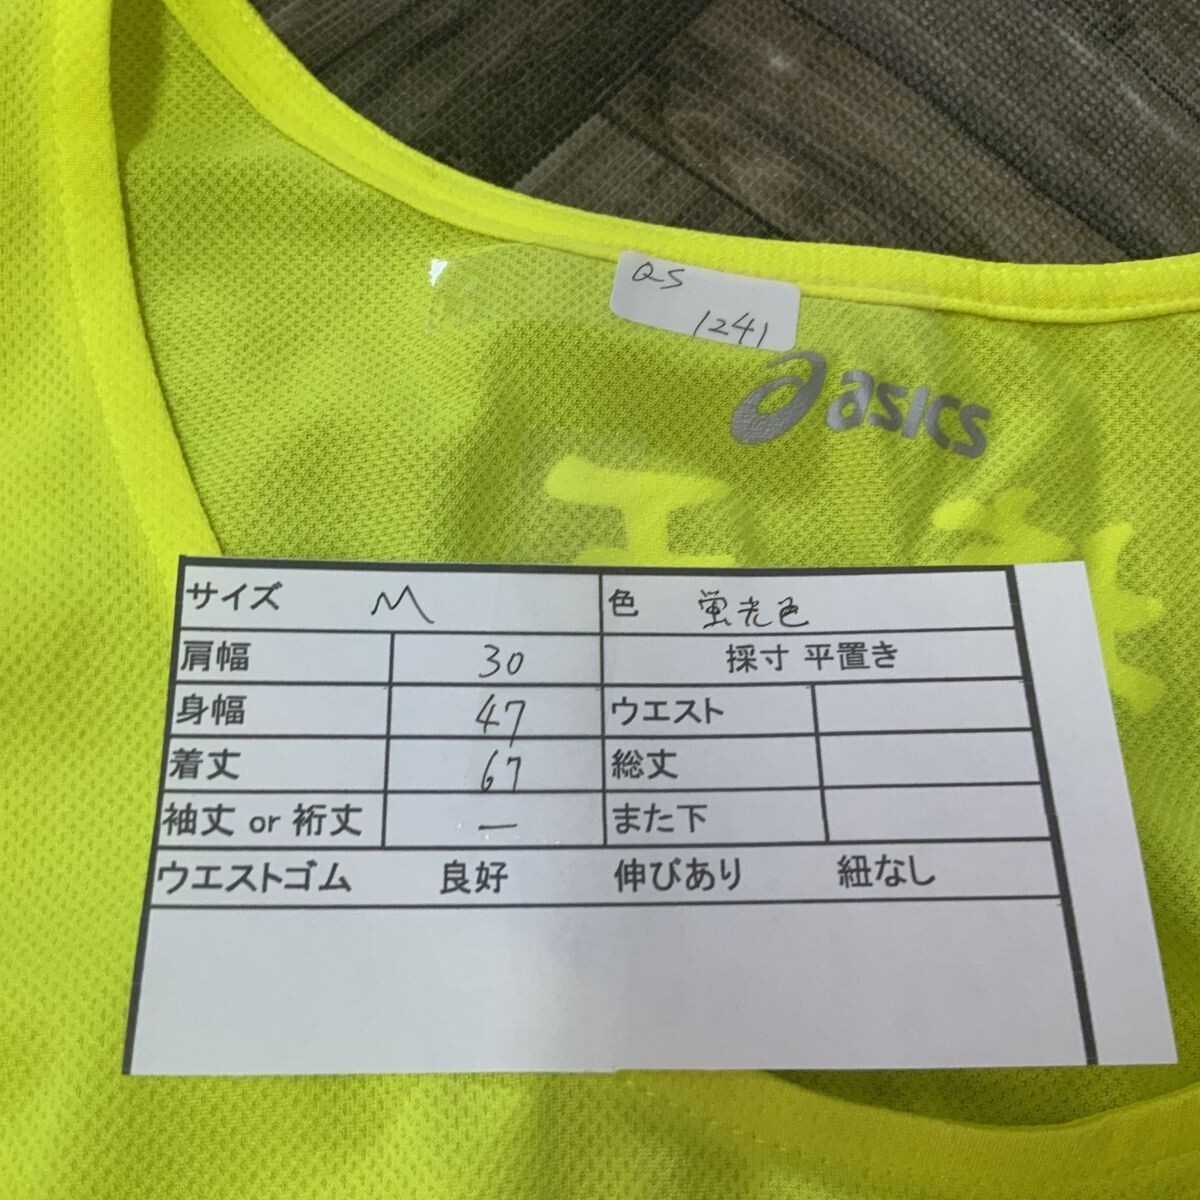 Q-S
1241
asics
サイズ M 色 蛍光色
肩幅 30 採寸 平置き
身幅 47 ウエスト
着丈 67 総丈
袖丈 or 裄丈 ー また下
ウエストゴム 良好 伸びあり 紐なし